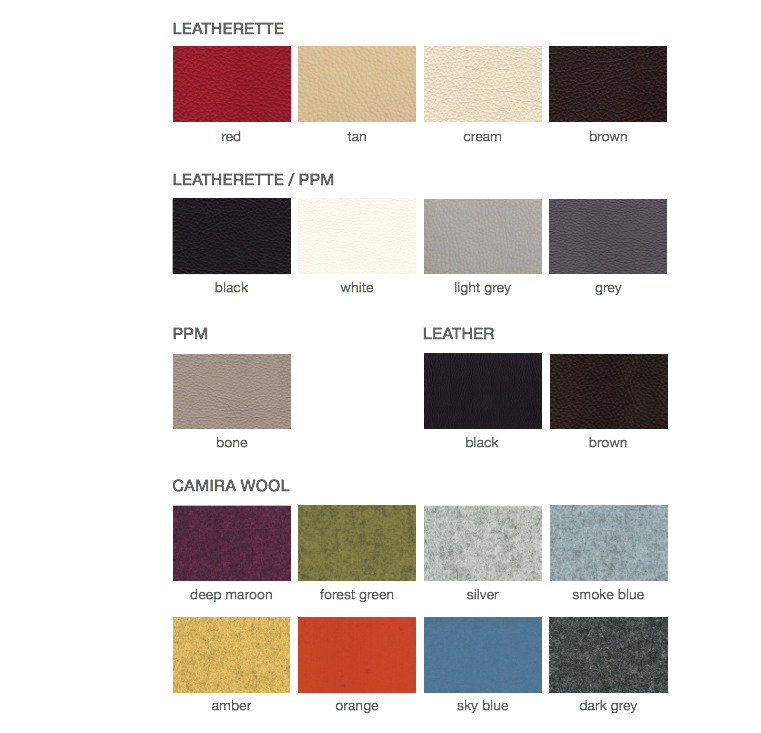 LEATHERETTE
red tan cream brown
LEATHERETTE / PPM
black white light grey grey
PPM LEATHER
bone black brown
CAMIRA WOOL
deep maroon forest green silver smoke blue
amber orange sky blue dark grey